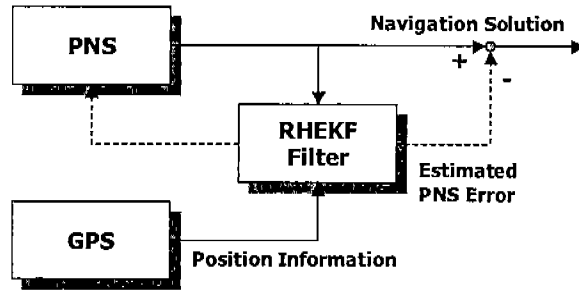 Navigation Solution
PNS
+
-
RHEKF
Filter
Estimated
PNS Error
GPS
Position Information